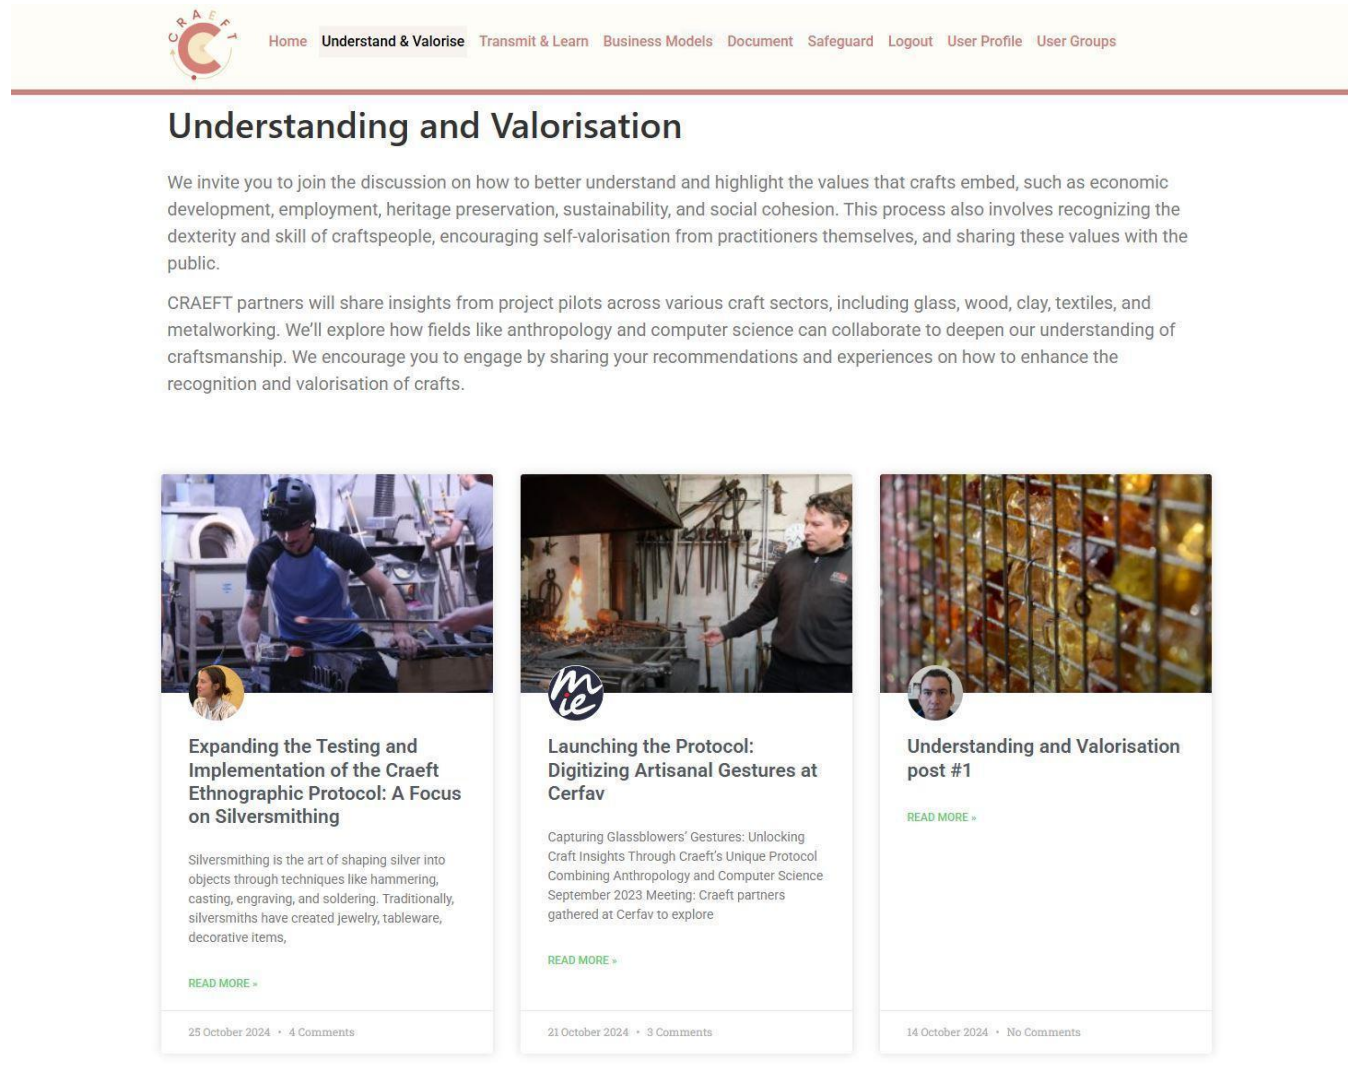 CRAEFT
Home Understand & Valorise Transmit & Learn Business Models Document Safeguard Logout User Profile User Groups
Understanding and Valorisation
We invite you to join the discussion on how to better understand and highlight the values that crafts embed, such as economic
development, employment, heritage preservation, sustainability, and social cohesion. This process also involves recognizing the
dexterity and skill of craftspeople, encouraging self-valorisation from practitioners themselves, and sharing these values with the
public.
CRAEFT partners will share insights from project pilots across various craft sectors, including glass, wood, clay, textiles, and
metalworking. We’ll explore how fields like anthropology and computer science can collaborate to deepen our understanding of
craftsmanship. We encourage you to engage by sharing your recommendations and experiences on how to enhance the
recognition and valorisation of crafts.
Mie
Expanding the Testing and
Implementation of the Craeft
Ethnographic Protocol: A Focus
on Silversmithing
Silversmithing is the art of shaping silver into
objects through techniques like hammering,
casting, engraving, and soldering. Traditionally,
silversmiths have created jewelry, tableware,
decorative items,
READ MORE »
25 October 2024 • 4 Comments
Launching the Protocol:
Digitizing Artisanal Gestures at
Cerfav
Capturing Glassblowers’ Gestures: Unlocking
Craft Insights Through Craeft’s Unique Protocol
Combining Anthropology and Computer Science
September 2023 Meeting: Craeft partners
gathered at Cerfav to explore
READ MORE »
21 October 2024 • 3 Comments
Understanding and Valorisation
post #1
READ MORE »
14 October 2024 • No Comments